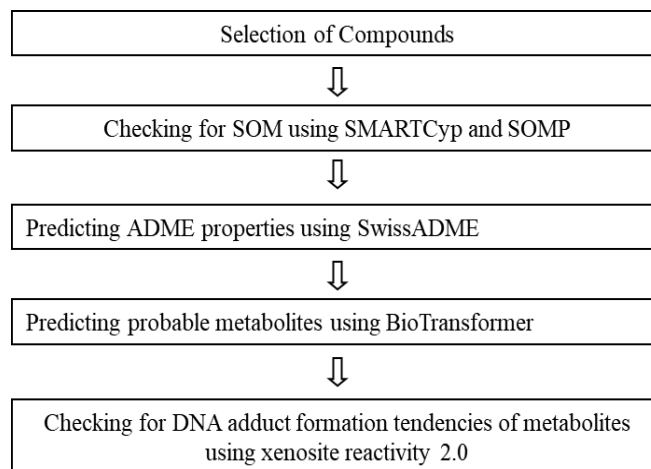 Selection of Compounds
Checking for SOM using SMARTCyp and SOMP
Predicting ADME properties using SwissADME
Predicting probable metabolites using BioTransformer
Checking for DNA adduct formation tendencies of metabolites
using xenosite reactivity 2.0